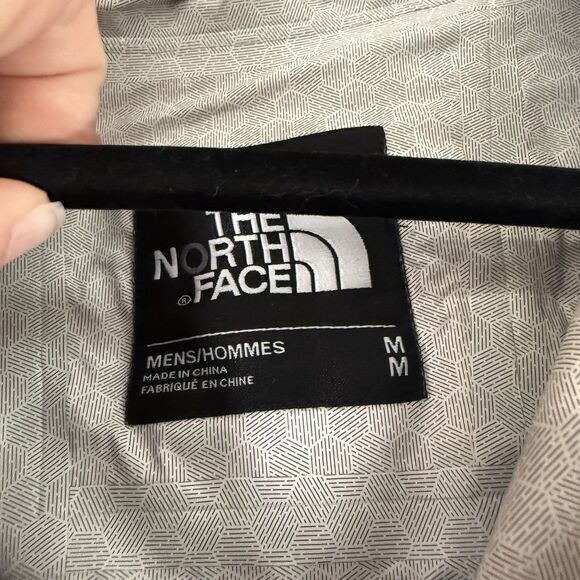 THE
NORTH
FACE
®
MENS/HOMMES M
MADE IN CHINA M
FABRIQUÉ EN CHINE